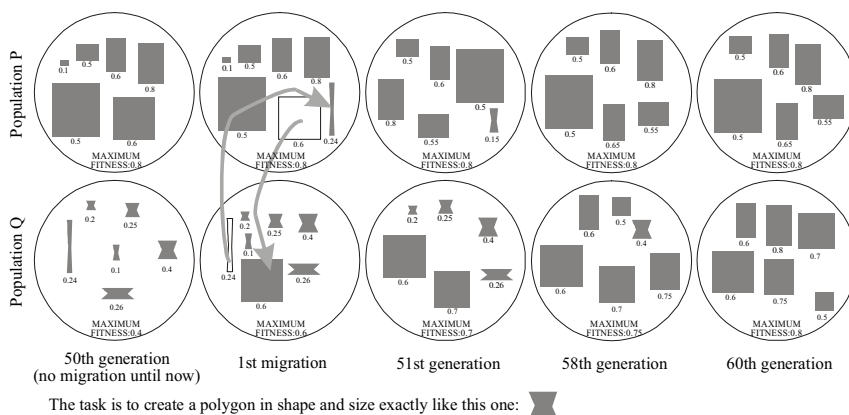 Population P
0.1
0.5
0.6
0.8
0.5
0.6
MAXIMUM
FITNESS:0.8
0.1
0.5
0.6
0.8
0.5
0.6
0.24
MAXIMUM
FITNESS:0.8
0.5
0.6
0.5
0.8
0.55
0.15
MAXIMUM
FITNESS:0.8
0.5
0.6
0.8
0.5
0.65
0.55
MAXIMUM
FITNESS:0.8
0.5
0.6
0.8
0.5
0.65
0.55
MAXIMUM
FITNESS:0.8
Population Q
0.2
0.25
0.24
0.1
0.4
0.26
MAXIMUM
FITNESS:0.4
0.2
0.25
0.4
0.1
0.24
0.26
0.6
MAXIMUM
FITNESS:0.6
0.2
0.25
0.4
0.6
0.26
0.7
MAXIMUM
FITNESS:0.7
0.6
0.5
0.4
0.6
0.7
0.75
MAXIMUM
FITNESS:0.75
0.6
0.8
0.7
0.6
0.75
0.5
MAXIMUM
FITNESS:0.8
50th generation
(no migration until now)
1st migration
51st generation
58th generation
60th generation
The task is to create a polygon in shape and size exactly like this one: